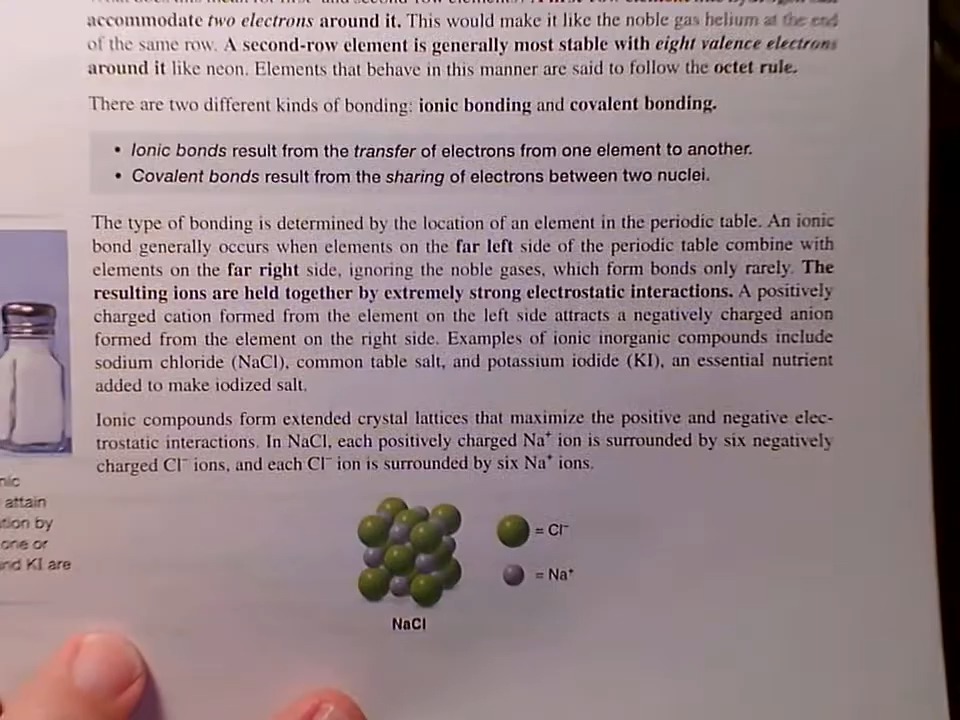 accommodate two electrons around it. This would make it like the noble gas helium at the end
of the same row. A second-row element is generally most stable with eight valence electrons
around it like neon. Elements that behave in this manner are said to follow the octet rule.
There are two different kinds of bonding: ionic bonding and covalent bonding.
• Ionic bonds result from the transfer of electrons from one element to another.
• Covalent bonds result from the sharing of electrons between two nuclei.
The type of bonding is determined by the location of an element in the periodic table. An ionic
bond generally occurs when elements on the far left side of the periodic table combine with
elements on the far right side, ignoring the noble gases, which form bonds only rarely. The
resulting ions are held together by extremely strong electrostatic interactions. A positively
charged cation formed from the element on the left side attracts a negatively charged anion
formed from the element on the right side. Examples of ionic inorganic compounds include
sodium chloride (NaCl), common table salt, and potassium iodide (KI), an essential nutrient
added to make iodized salt.
Ionic compounds form extended crystal lattices that maximize the positive and negative elec-
trostatic interactions. In NaCl, each positively charged Na⁺ ion is surrounded by six negatively
charged Cl⁻ ions, and each Cl⁻ ion is surrounded by six Na⁺ ions.
attain
by
one or
KI are
= Cl⁻
= Na⁺
NaCl